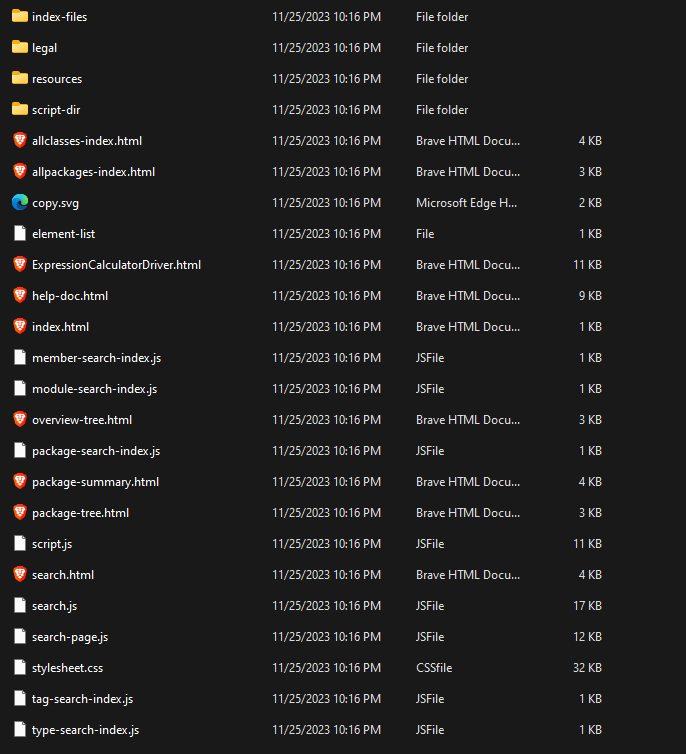 index-files 11/25/2023 10:16 PM File folder
legal 11/25/2023 10:16 PM File folder
resources 11/25/2023 10:16 PM File folder
script-dir 11/25/2023 10:16 PM File folder
allclasses-index.html 11/25/2023 10:16 PM Brave HTML Docu... 4 KB
allpackages-index.html 11/25/2023 10:16 PM Brave HTML Docu... 3 KB
copy.svg 11/25/2023 10:16 PM Microsoft Edge H... 2 KB
element-list 11/25/2023 10:16 PM File 1 KB
ExpressionCalculatorDriver.html 11/25/2023 10:16 PM Brave HTML Docu... 11 KB
help-doc.html 11/25/2023 10:16 PM Brave HTML Docu... 9 KB
index.html 11/25/2023 10:16 PM Brave HTML Docu... 1 KB
member-search-index.js 11/25/2023 10:16 PM JSFile 1 KB
module-search-index.js 11/25/2023 10:16 PM JSFile 1 KB
overview-tree.html 11/25/2023 10:16 PM Brave HTML Docu... 3 KB
package-search-index.js 11/25/2023 10:16 PM JSFile 1 KB
package-summary.html 11/25/2023 10:16 PM Brave HTML Docu... 4 KB
package-tree.html 11/25/2023 10:16 PM Brave HTML Docu... 3 KB
script.js 11/25/2023 10:16 PM JSFile 11 KB
search.html 11/25/2023 10:16 PM Brave HTML Docu... 4 KB
search.js 11/25/2023 10:16 PM JSFile 17 KB
search-page.js 11/25/2023 10:16 PM JSFile 12 KB
stylesheet.css 11/25/2023 10:16 PM CSSfile 32 KB
tag-search-index.js 11/25/2023 10:16 PM JSFile 1 KB
type-search-index.js 11/25/2023 10:16 PM JSFile 1 KB